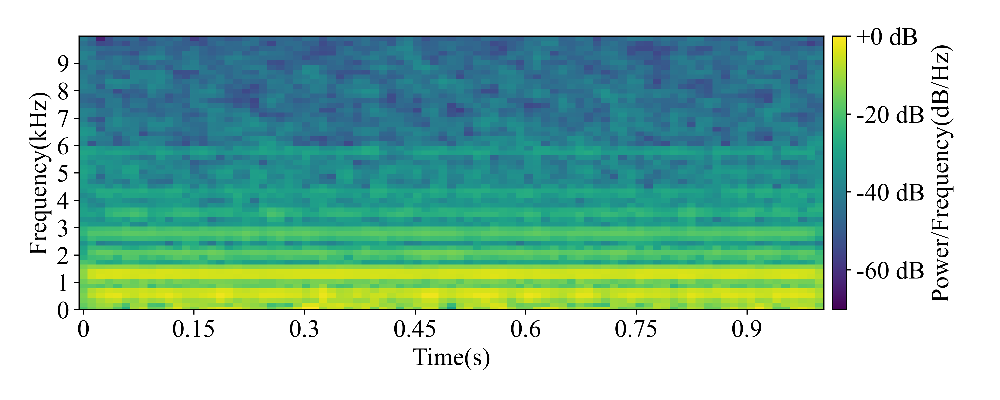 9
8
7
6
5
4
3
2
1
0
Frequency(kHz)
0 0.15 0.3 0.45 0.6 0.75 0.9
Time(s)
+0 dB
-20 dB
-40 dB
-60 dB
Power/Frequency(dB/Hz)